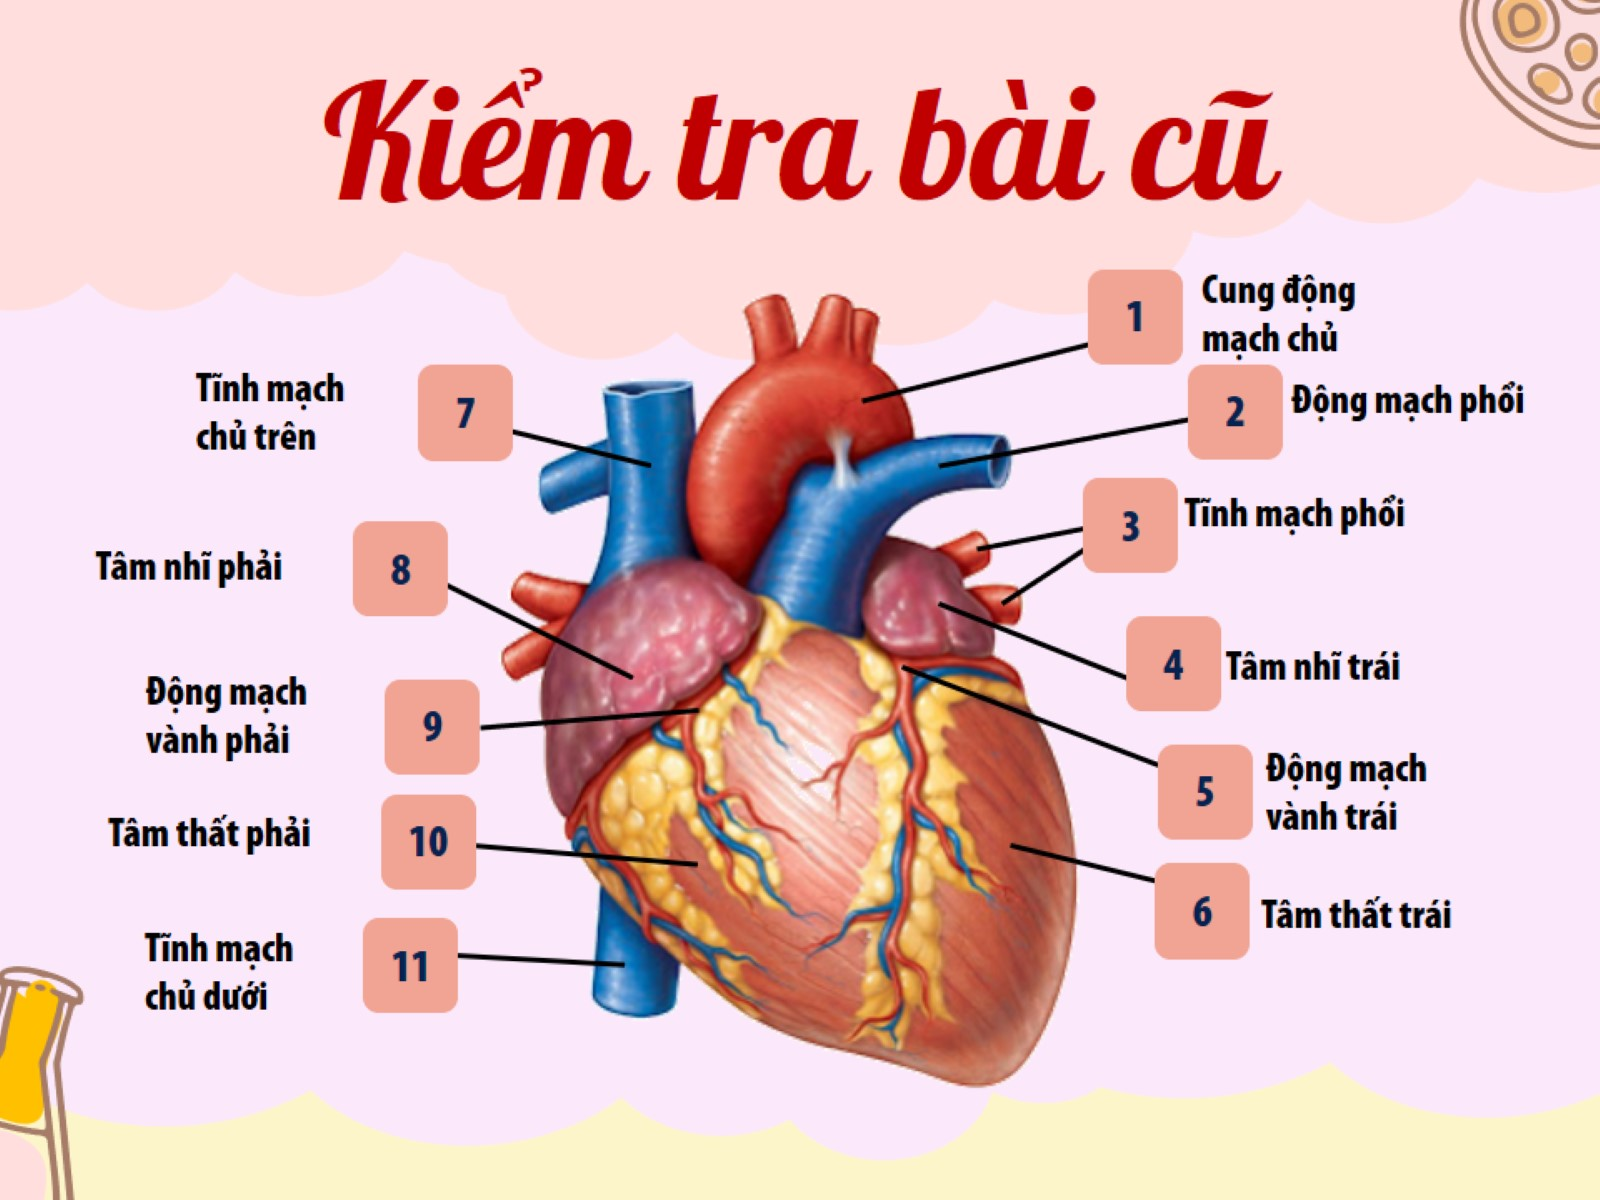 Kiểm tra bài cũ
1
Cung động
mạch chủ
2
Động mạch phổi
3
Tĩnh mạch phổi
4
Tâm nhĩ trái
5
Động mạch
vành trái
6
Tâm thất trái
7
Tĩnh mạch
chủ trên
8
Tâm nhĩ phải
9
Động mạch
vành phải
10
Tâm thất phải
11
Tĩnh mạch
chủ dưới